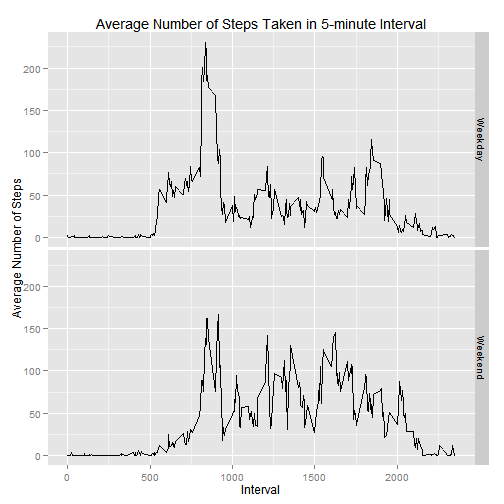 Average Number of Steps Taken in 5-minute Interval
Average Number of Steps
200
150
100
50
0
Weekday
200
150
100
50
0
Weekend
0 500 1000 1500 2000
Interval